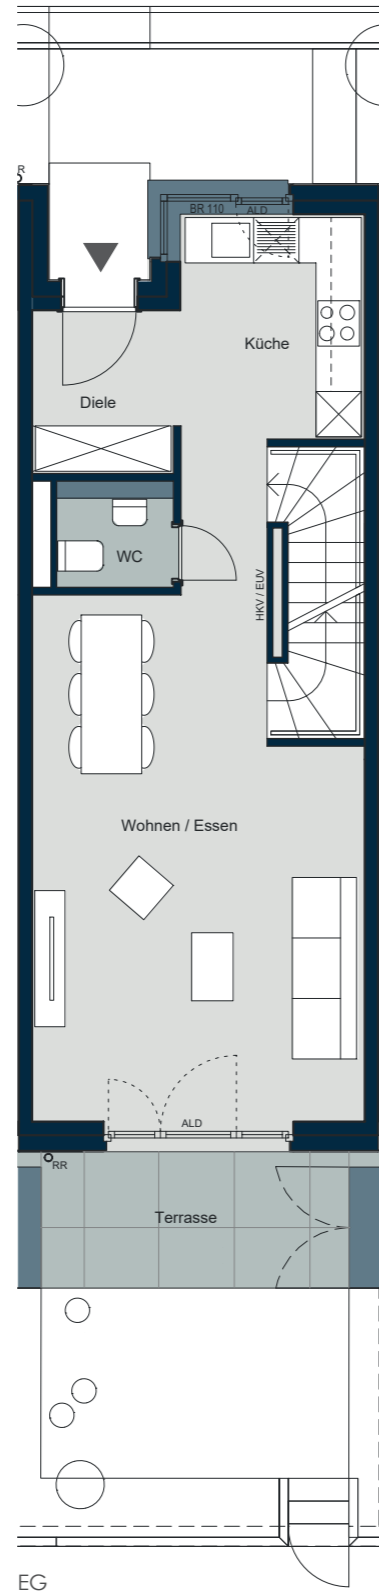 R
BR 110
ALD
Küche
Diele
WC
HKV / EUV
Wohnen / Essen
ALD
RR
Terrasse
EG